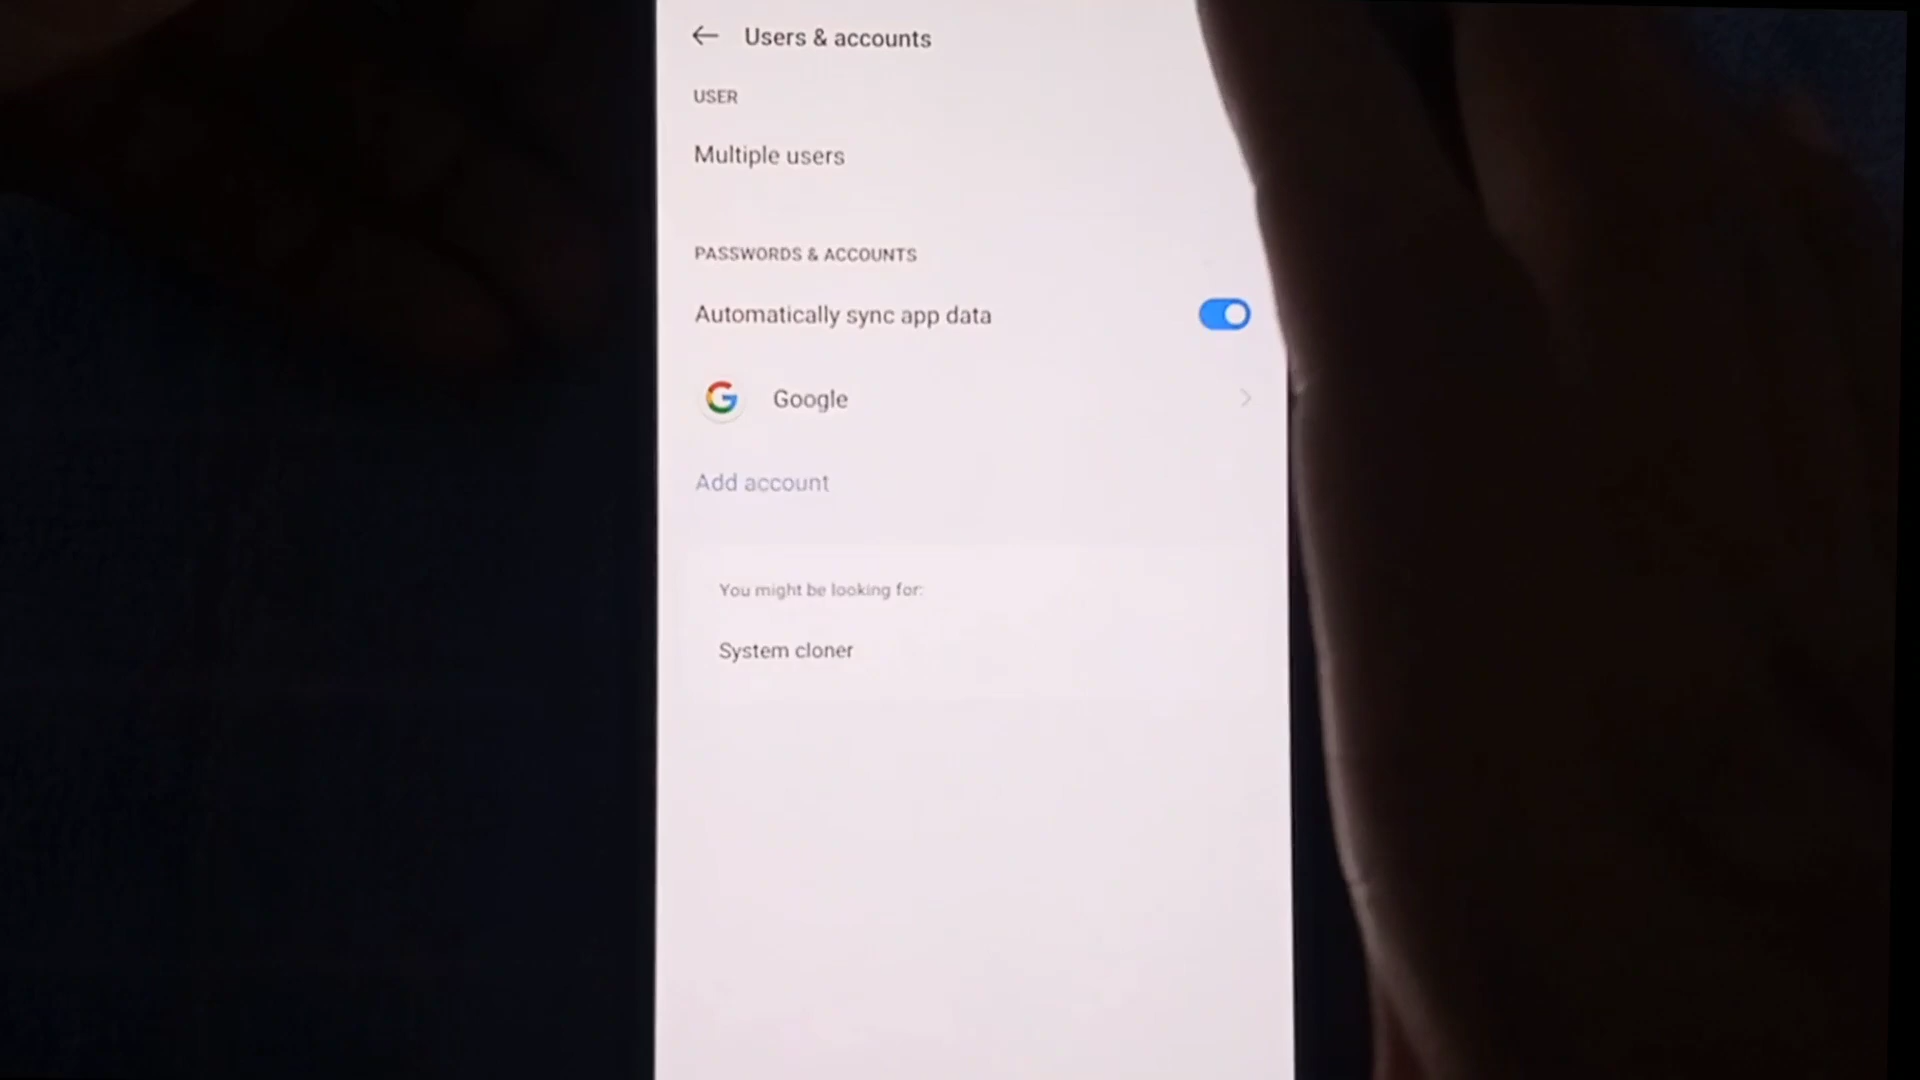 Users & accounts
USER
Multiple users
PASSWORDS & ACCOUNTS
Automatically sync app data
Google
Add account
You might be looking for:
System cloner